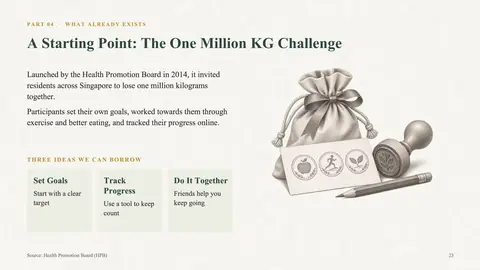 PART 04 · WHAT ALREADY EXISTS
A Starting Point: The One Million KG Challenge
Launched by the Health Promotion Board in 2014, it invited
residents across Singapore to lose one million kilograms
together.
Participants set their own goals, worked towards them through
exercise and better eating, and tracked their progress online.
THREE IDEAS WE CAN BORROW
Set Goals
Start with a clear
target
Track
Progress
Use a tool to keep
count
Do It Together
Friends help you
keep going
Source: Health Promotion Board (HPB)